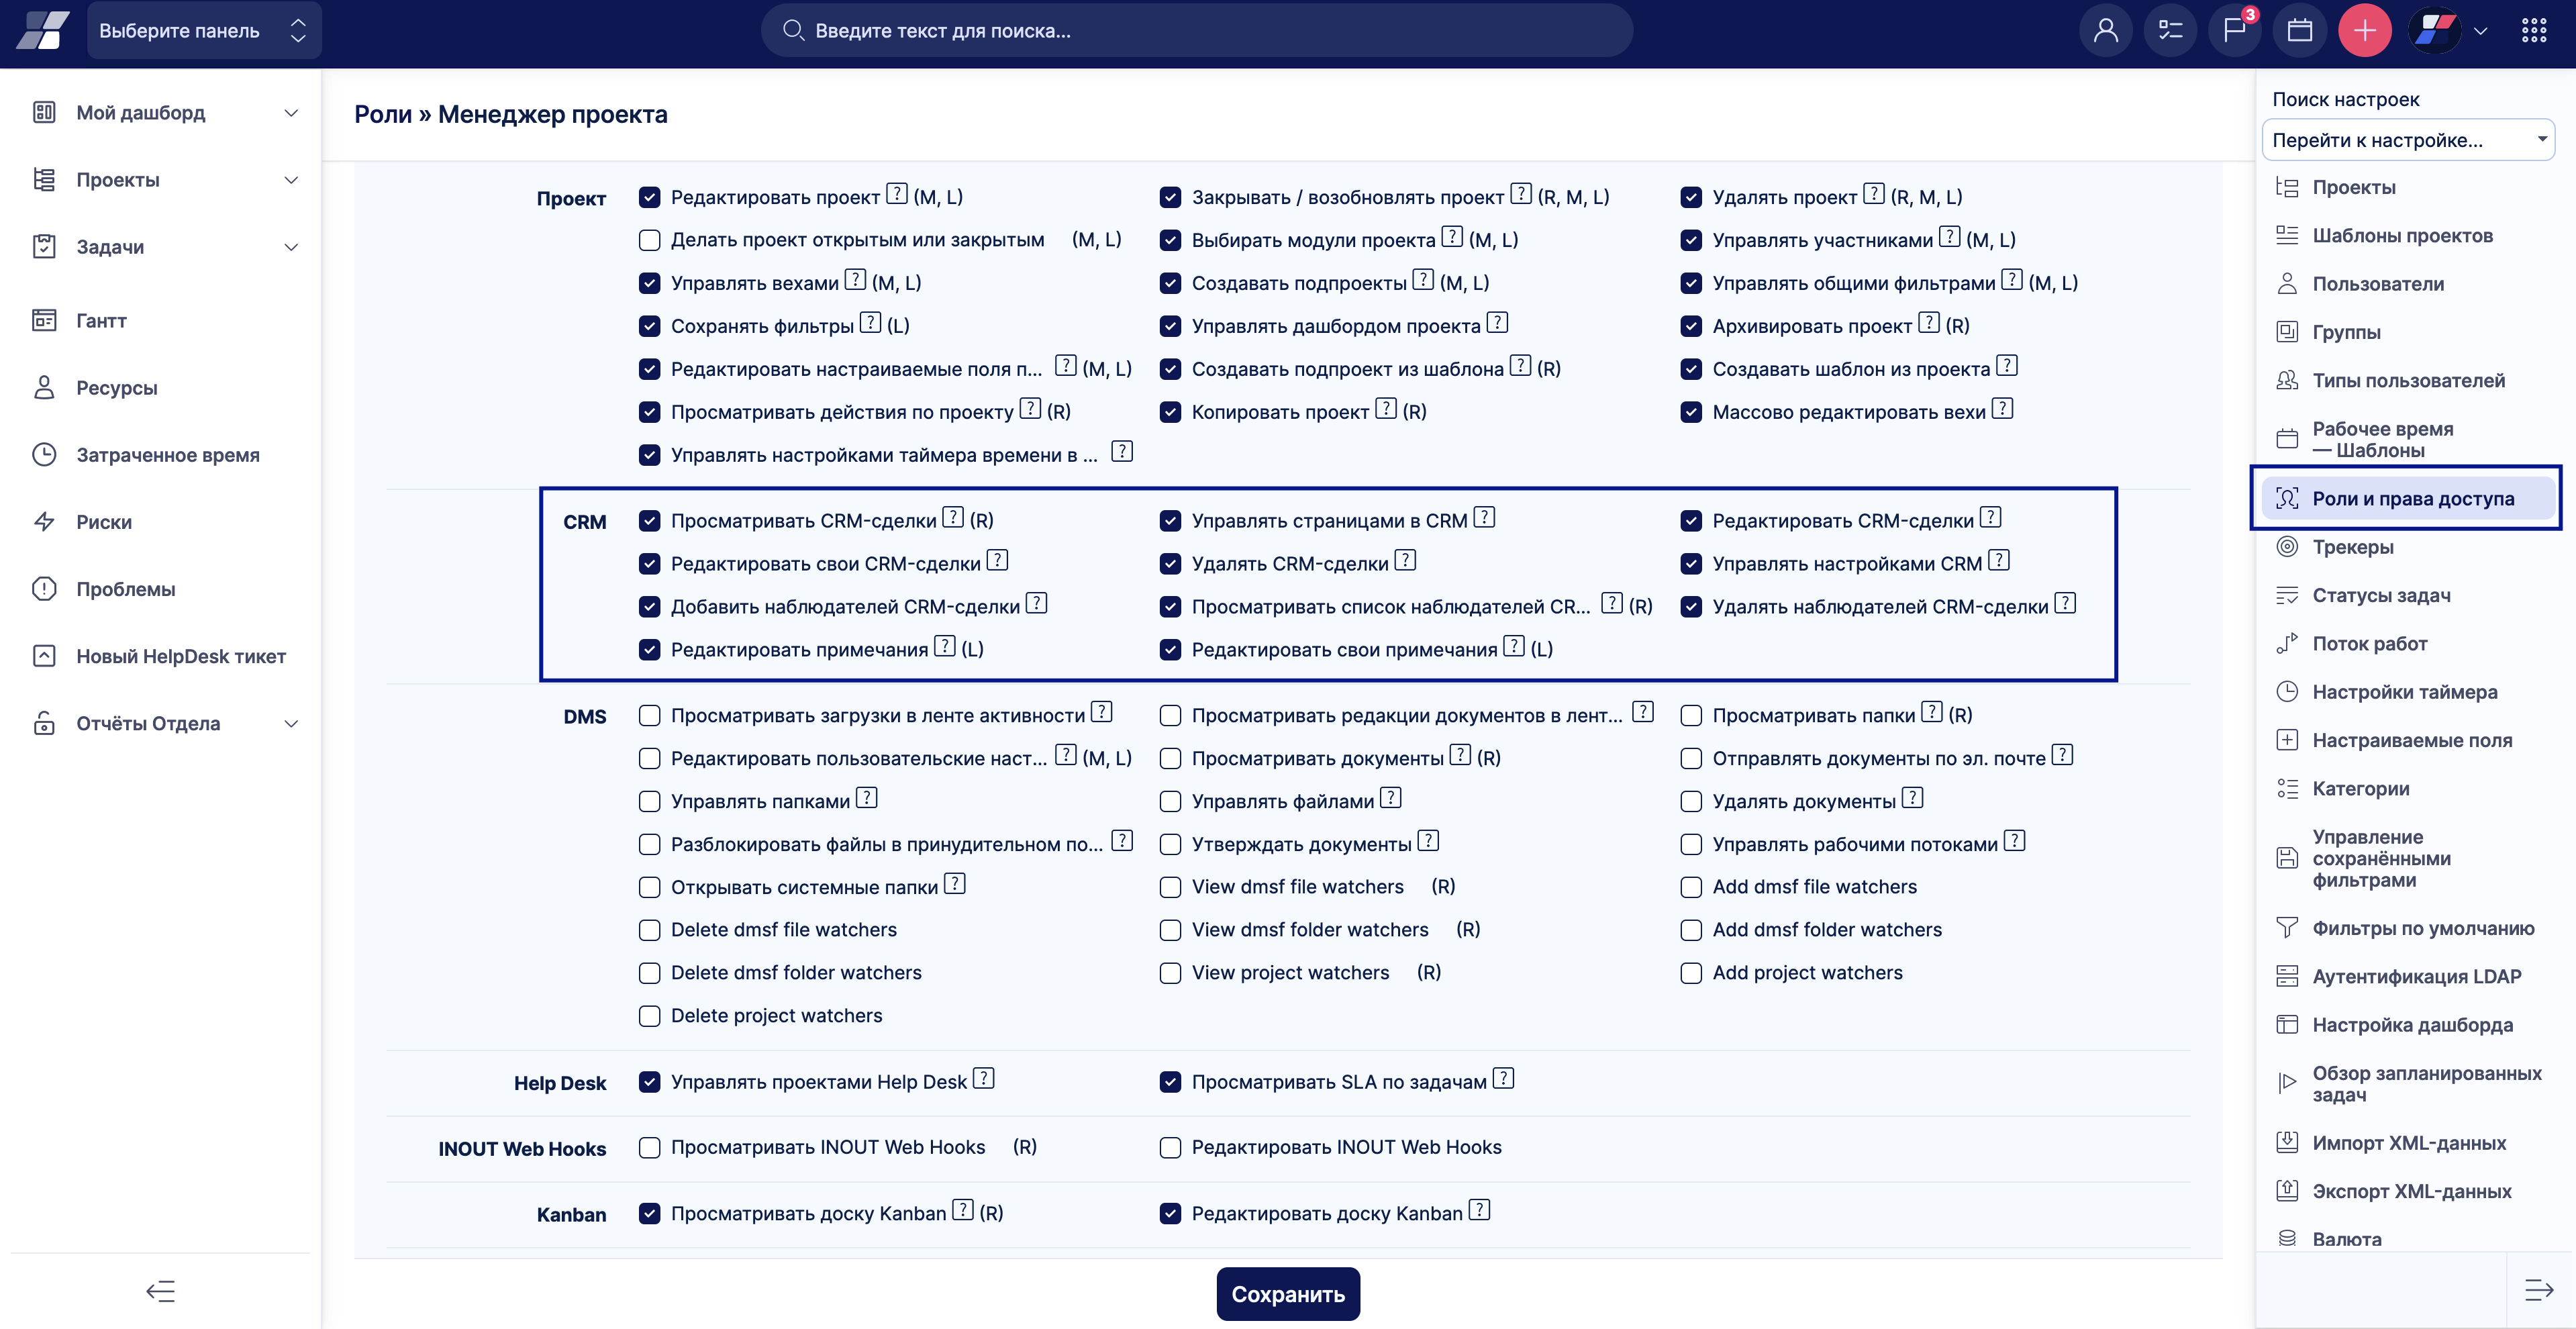 Выберите панель
Введите текст для поиска...
3
Мой дашборд
Проекты
Задачи
Гантт
Ресурсы
Затраченное время
Риски
Проблемы
Новый HelpDesk тикет
Отчёты Отдела
Роли » Менеджер проекта
Проект
Редактировать проект ? (M, L)
Закрывать / возобновлять проект ? (R, M, L)
Удалять проект ? (R, M, L)
Делать проект открытым или закрытым (M, L)
Выбирать модули проекта ? (M, L)
Управлять участниками ? (M, L)
Управлять вехами ? (M, L)
Создавать подпроекты ? (M, L)
Управлять общими фильтрами ? (M, L)
Сохранять фильтры ? (L)
Управлять дашбордом проекта ?
Архивировать проект ? (R)
Редактировать настраиваемые поля п... ? (M, L)
Создавать подпроект из шаблона ? (R)
Создавать шаблон из проекта ?
Просматривать действия по проекту ? (R)
Копировать проект ? (R)
Массово редактировать вехи ?
Управлять настройками таймера времени в ... ?
CRM
Просматривать CRM-сделки ? (R)
Управлять страницами в CRM ?
Редактировать CRM-сделки ?
Редактировать свои CRM-сделки ?
Удалять CRM-сделки ?
Управлять настройками CRM ?
Добавить наблюдателей CRM-сделки ?
Просматривать список наблюдателей CR... ? (R)
Удалять наблюдателей CRM-сделки ?
Редактировать примечания ? (L)
Редактировать свои примечания ? (L)
DMS
Просматривать загрузки в ленте активности ?
Просматривать редакции документов в лент... ?
Просматривать папки ? (R)
Редактировать пользовательские наст... ? (M, L)
Просматривать документы ? (R)
Отправлять документы по эл. почте ?
Управлять папками ?
Управлять файлами ?
Удалять документы ?
Разблокировать файлы в принудительном по... ?
Утверждать документы ?
Управлять рабочими потоками ?
Открывать системные папки ?
View dmsf file watchers (R)
Add dmsf file watchers
Delete dmsf file watchers
View dmsf folder watchers (R)
Add dmsf folder watchers
Delete dmsf folder watchers
View project watchers (R)
Add project watchers
Delete project watchers
Help Desk
Управлять проектами Help Desk ?
Просматривать SLA по задачам ?
INOUT Web Hooks
Просматривать INOUT Web Hooks (R)
Редактировать INOUT Web Hooks
Kanban
Просматривать доску Kanban ? (R)
Редактировать доску Kanban ?
Сохранить
Поиск настроек
Перейти к настройке...
Проекты
Шаблоны проектов
Пользователи
Группы
Типы пользователей
Рабочее время
— Шаблоны
Роли и права доступа
Трекеры
Статусы задач
Поток работ
Настройки таймера
Настраиваемые поля
Категории
Управление
сохранёнными
фильтрами
Фильтры по умолчанию
Аутентификация LDAP
Настройка дашборда
Обзор запланированных
задач
Импорт XML-данных
Экспорт XML-данных
Валюта